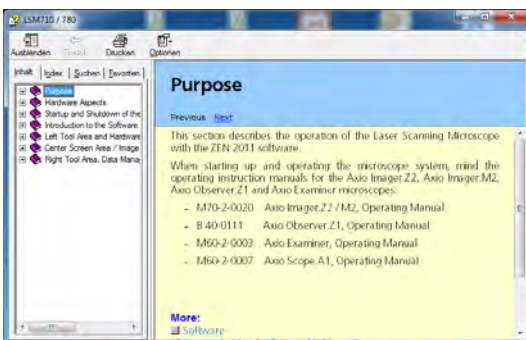 LSM710 / 780
Ausblenden Zurück Drucken Optionen
Inhalt Index Suchen Favoriten
Purpose
Hardware Aspects
Startup and Shutdown of the
Introduction to the Software
Left Tool Area and Hardware
Center Screen Area / Image
Right Tool Area, Data Mana
Purpose
Previous Next
This section describes the operation of the Laser Scanning Microscope
with the ZEN 2011 software.
When starting up and operating the microscope system, mind the
operating instruction manuals for the Axio Imager.Z2, Axio Imager.M2,
Axio Observer.Z1 and Axio Examiner microscopes:
- M70-2-0020 Axio Imager.Z2 / M2, Operating Manual
- B 40-0111 Axio Observer.Z1, Operating Manual
- M60-2-0003 Axio Examiner, Operating Manual
- M60-2-0007 Axio Scope.A1, Operating Manual
More:
Software